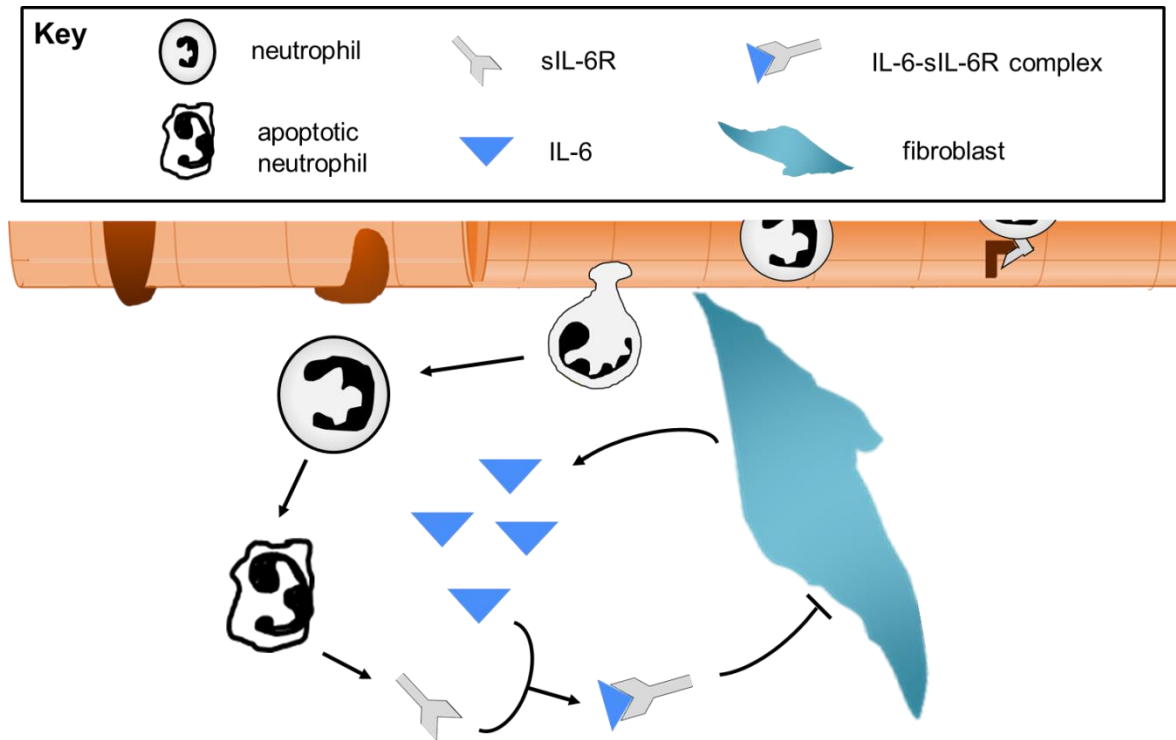 Key
neutrophil
sIL-6R
IL-6-sIL-6R complex
apoptotic
neutrophil
IL-6
fibroblast